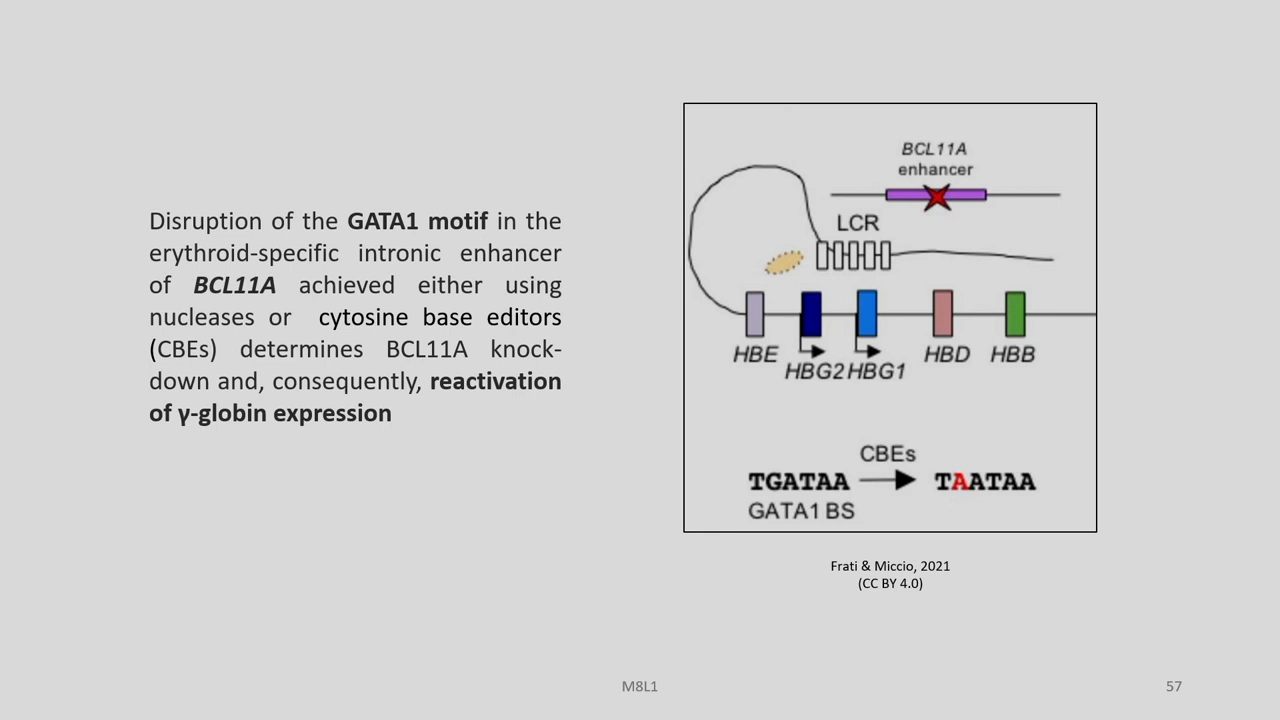 Disruption of the GATA1 motif in the
erythroid-specific intronic enhancer
of BCL11A achieved either using
nucleases or cytosine base editors
(CBEs) determines BCL11A knock-
down and, consequently, reactivation
of γ-globin expression
BCL11A
enhancer
LCR
HBE
HBG2
HBG1
HBD
HBB
CBEs
TGATAA
TAATAA
GATA1 BS
Frati & Miccio, 2021
(CC BY 4.0)
M8L1
57